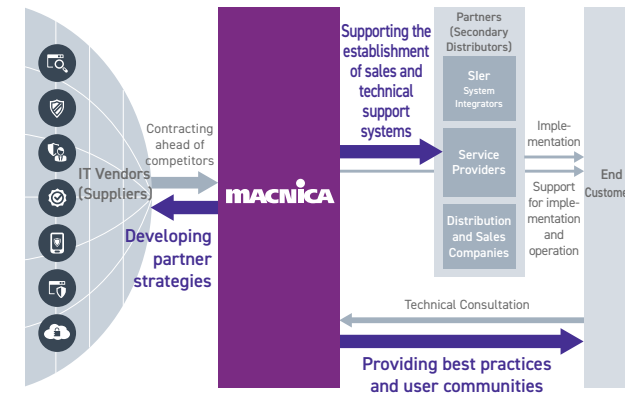 IT Vendors
(Suppliers)
Contracting
ahead of
competitors
Developing
partner
strategies
macnica
Supporting the
establishment
of sales and
technical
support
systems
Partners
(Secondary
Distributors)
SIer
System
Integrators
Service
Providers
Distribution
and Sales
Companies
Imple-
mentation
Support
for imple-
mentation
and
operation
End
Custome
Technical Consultation
Providing best practices
and user communities